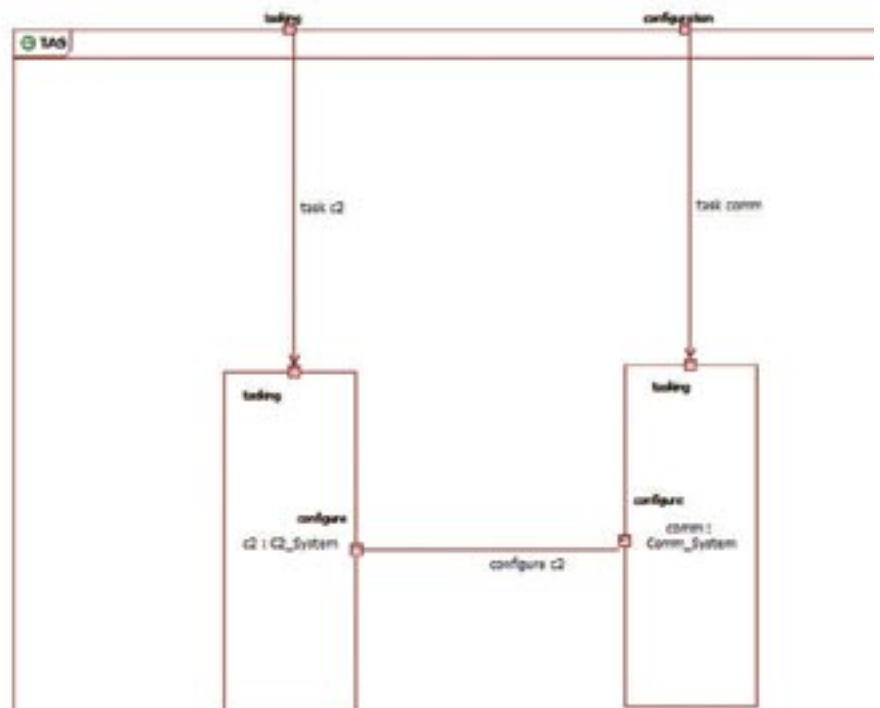 tasking
configuration
TAS
task c2
task comm
tasking
tasking
configure
configure
c2 : C2_System
comm :
Comm_System
configure c2